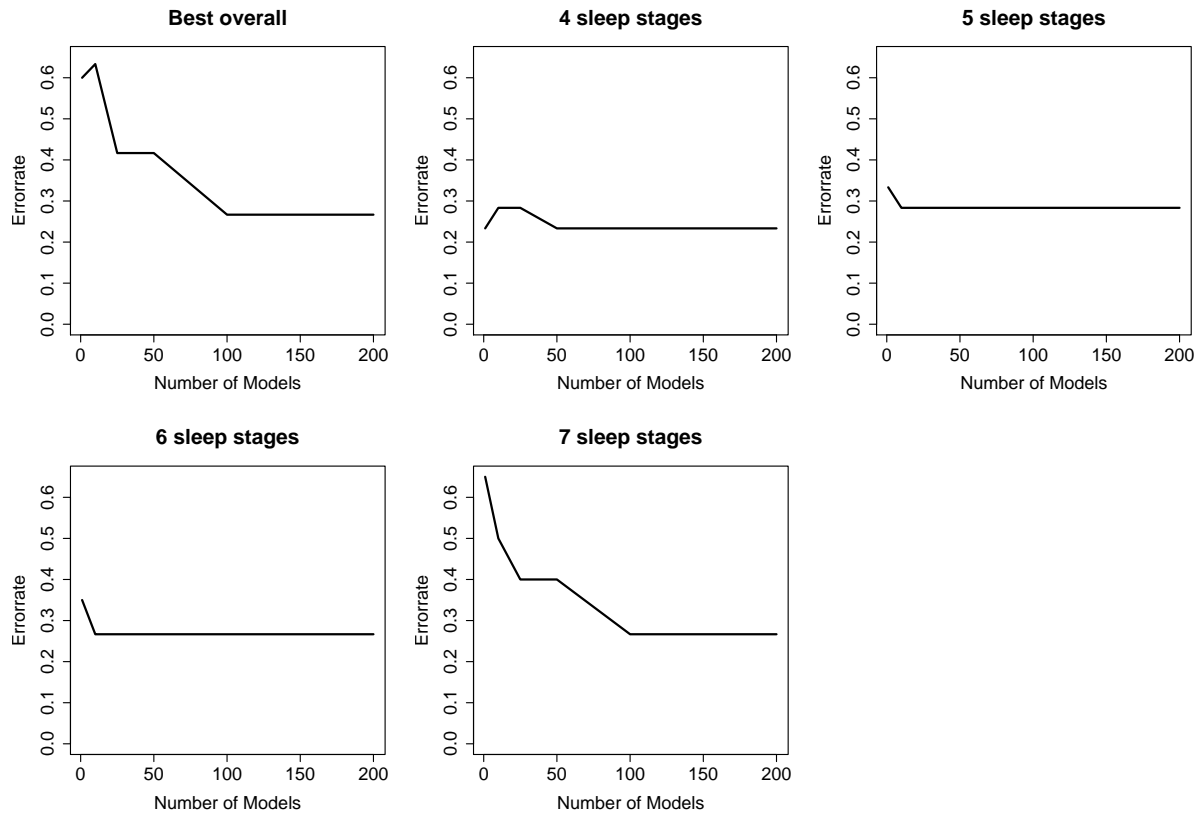 Best overall
Errorrate
0.0 0.1 0.2 0.3 0.4 0.5 0.6
0 50 100 150 200
Number of Models
4 sleep stages
Errorrate
0.0 0.1 0.2 0.3 0.4 0.5 0.6
0 50 100 150 200
Number of Models
5 sleep stages
Errorrate
0.0 0.1 0.2 0.3 0.4 0.5 0.6
0 50 100 150 200
Number of Models
6 sleep stages
Errorrate
0.0 0.1 0.2 0.3 0.4 0.5 0.6
0 50 100 150 200
Number of Models
7 sleep stages
Errorrate
0.0 0.1 0.2 0.3 0.4 0.5 0.6
0 50 100 150 200
Number of Models